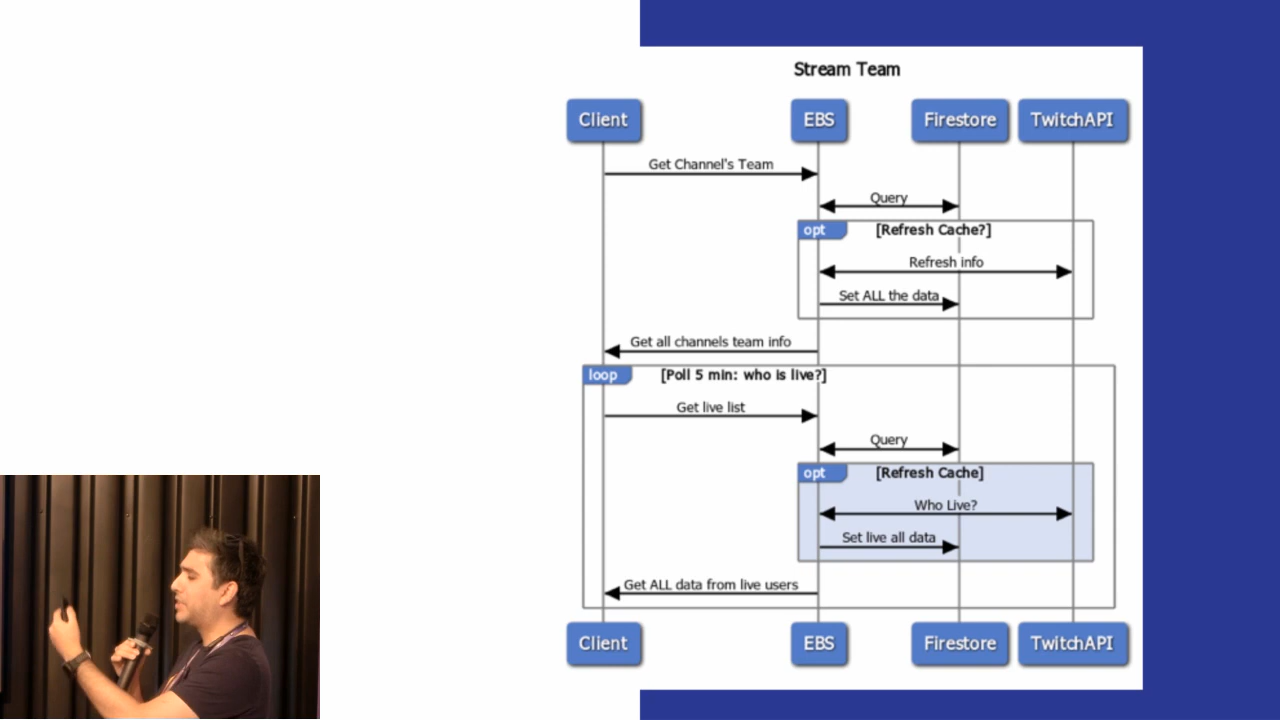 Stream Team
Client EBS Firestore TwitchAPI
Get Channel's Team
Query
opt [Refresh Cache?]
Refresh info
Set ALL the data
Get all channels team info
loop [Poll 5 min: who is live?]
Get live list
Query
opt [Refresh Cache]
Who Live?
Set live all data
Get ALL data from live users
Client EBS Firestore TwitchAPI